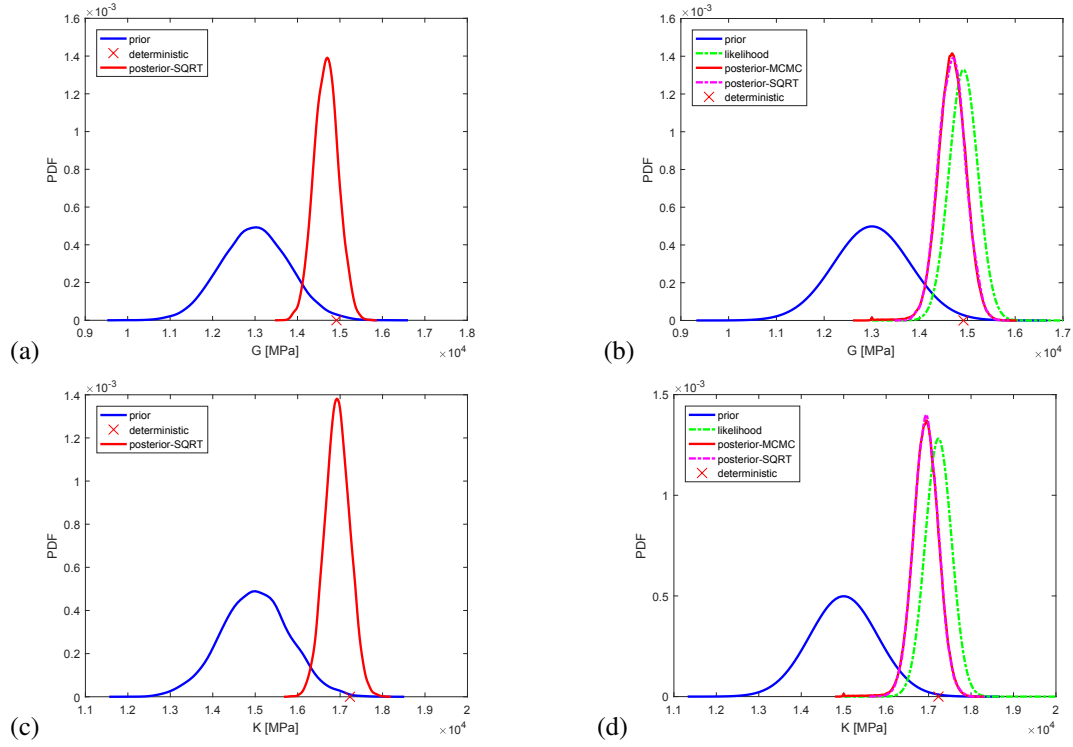 ×10⁻³
1.6
1.4
1.2
1
0.8
0.6
0.4
0.2
0
PDF
prior
deterministic
posterior-SQRT
0.9 1 1.1 1.2 1.3 1.4 1.5 1.6 1.7 1.8
G [MPa]
×10⁴
(a)
×10⁻³
1.6
1.4
1.2
1
0.8
0.6
0.4
0.2
0
PDF
prior
likelihood
posterior-MCMC
posterior-SQRT
deterministic
0.9 1 1.1 1.2 1.3 1.4 1.5 1.6 1.7
G [MPa]
×10⁴
(b)
×10⁻³
1.4
1.2
1
0.8
0.6
0.4
0.2
0
PDF
prior
deterministic
posterior-SQRT
1.1 1.2 1.3 1.4 1.5 1.6 1.7 1.8 1.9 2
K [MPa]
×10⁴
(c)
×10⁻³
1.5
1
0.5
0
PDF
prior
likelihood
posterior-MCMC
posterior-SQRT
deterministic
1.1 1.2 1.3 1.4 1.5 1.6 1.7 1.8 1.9 2
K [MPa]
×10⁴
(d)